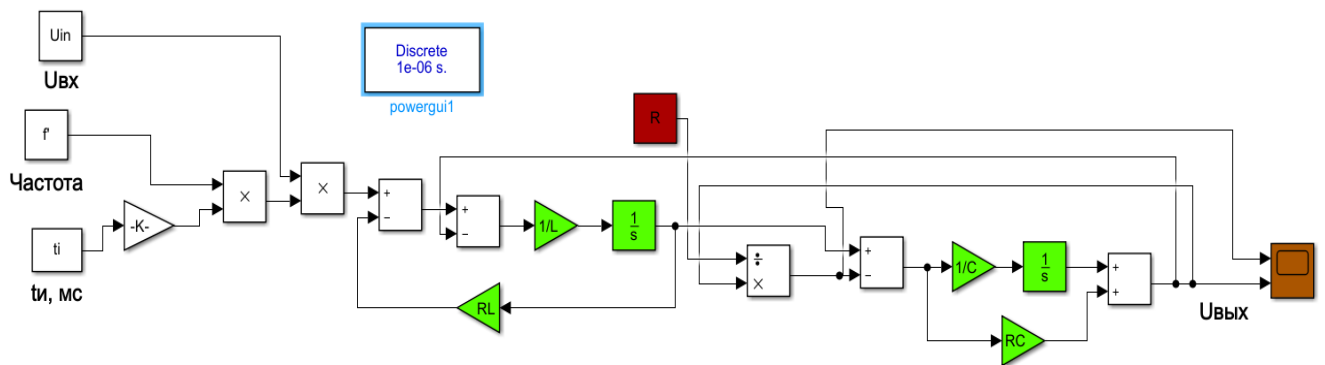 Uin
Uвх
Discrete
1e-06 s.
powergui1
R
f'
Частота
×
×
+
−
+
−
1/L
1
s
-K-
ti
tи, мс
RL
÷
×
+
−
1/C
1
s
+
+
RC
Uвых